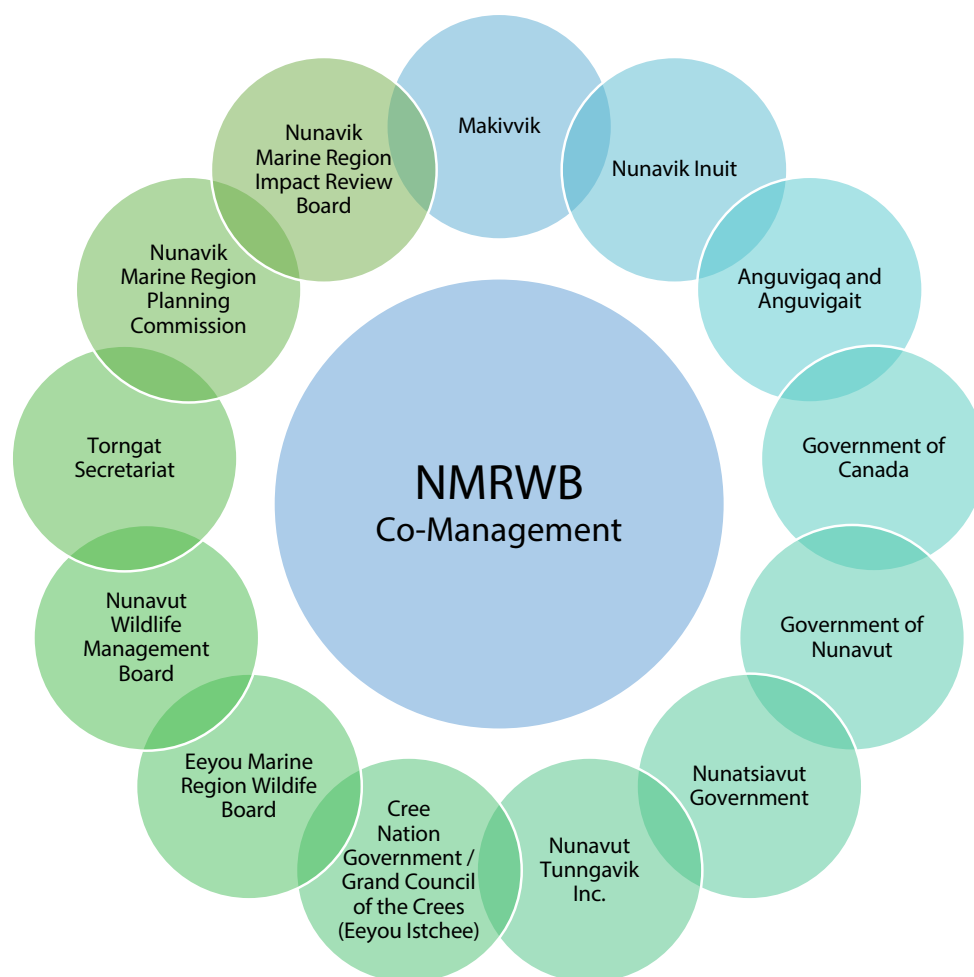 Makivvik
Nunavik Inuit
Anguvigaq and
Anguvigait
Government of
Canada
Government of
Nunavut
Nunatsiavut
Government
Nunavut
Tunngavik
Inc.
Cree
Nation
Government /
Grand Council
of the Crees
(Eeyou Istchee)
Eeyou Marine
Region Wildife
Board
Nunavut
Wildlife
Management
Board
Torngat
Secretariat
Nunavik
Marine Region
Planning
Commission
Nunavik
Marine Region
Impact Review
Board
NMRWB
Co-Management